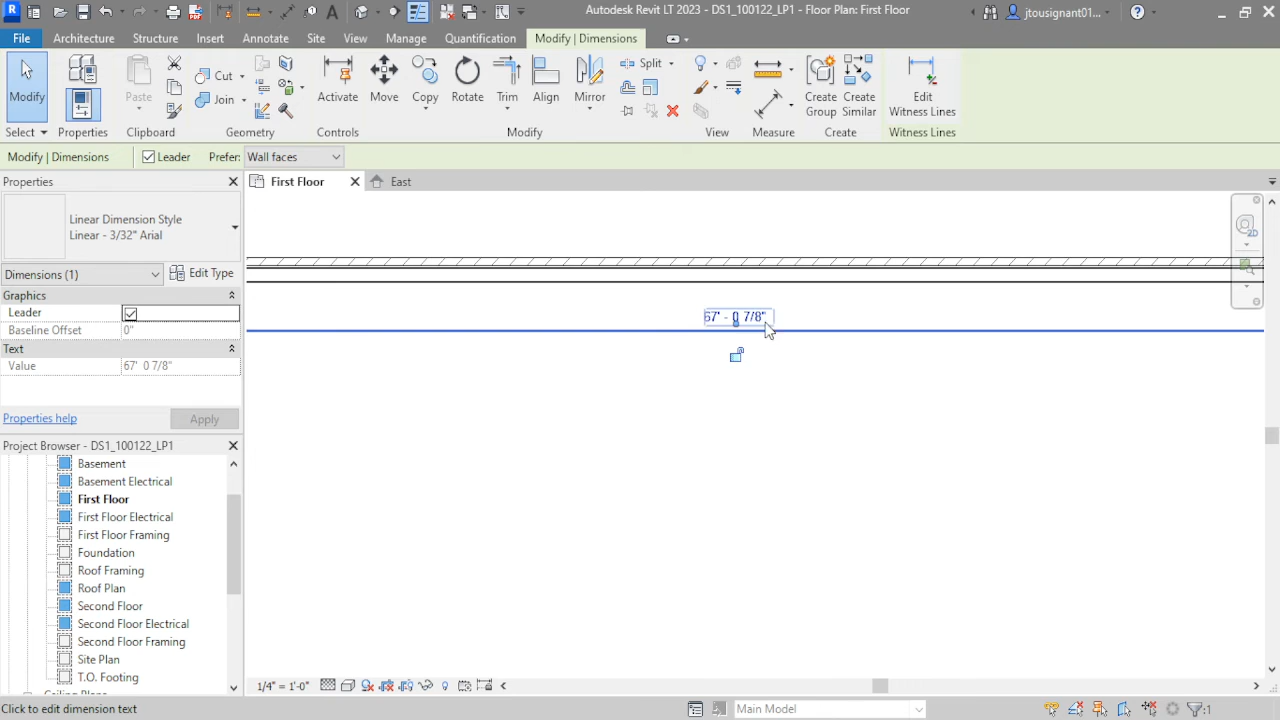 Autodesk Revit LT 2023 - DS1_100122_LP1 - Floor Plan: First Floor
jtousignant01...
File
Architecture
Structure
Insert
Annotate
Site
View
Manage
Quantification
Modify | Dimensions
Modify
Properties
Paste
Cut
Join
Activate
Move
Copy
Rotate
Trim
Align
Mirror
Split
Create
Group
Create
Similar
Edit
Witness Lines
Select
Properties
Clipboard
Geometry
Controls
Modify
View
Measure
Create
Witness Lines
Modify | Dimensions
Leader
Prefer:
Wall faces
Properties
First Floor
East
Linear Dimension Style
Linear - 3/32" Arial
Dimensions (1)
Edit Type
Graphics
Leader
Baseline Offset
0"
Text
Value
67' 0 7/8"
Properties help
Apply
67' - 0 7/8"
2D
Project Browser - DS1_100122_LP1
Basement
Basement Electrical
First Floor
First Floor Electrical
First Floor Framing
Foundation
Roof Framing
Roof Plan
Second Floor
Second Floor Electrical
Second Floor Framing
Site Plan
T.O. Footing
Ceiling Plans
1/4" = 1'-0"
Click to edit dimension text
Main Model
:1